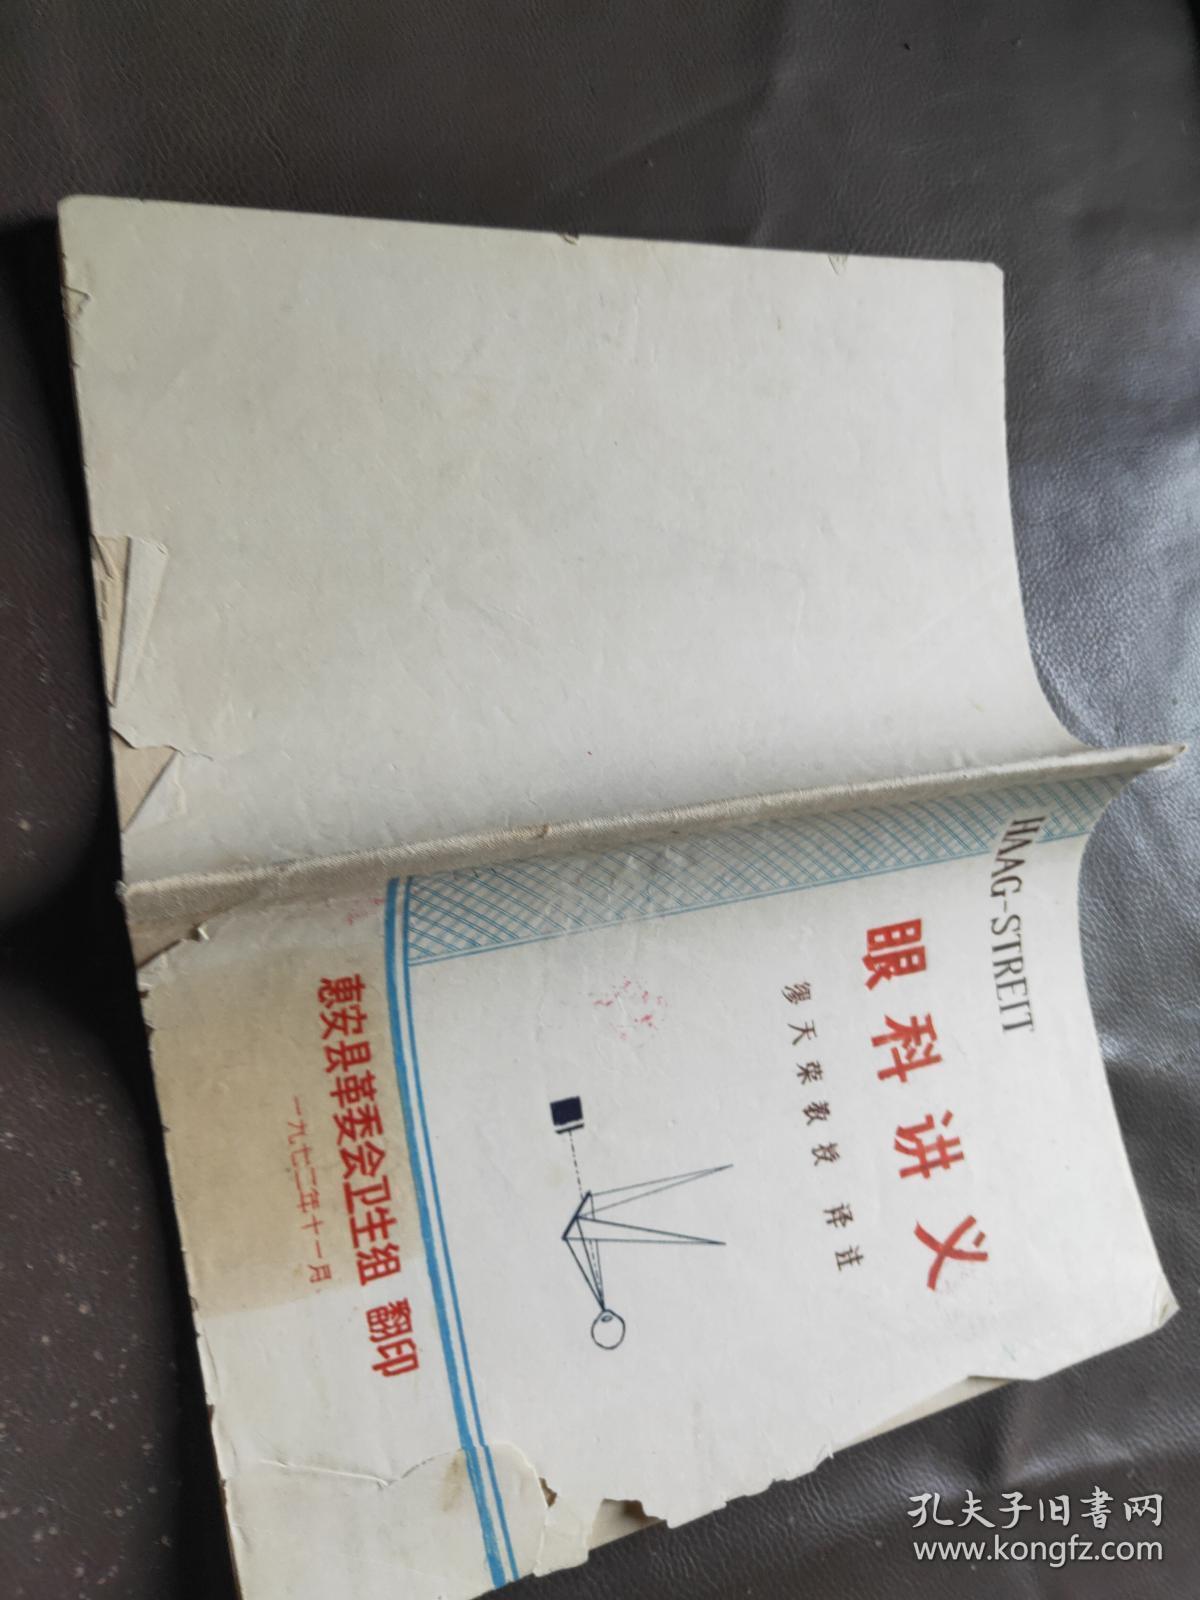 HAAG-STREIT
眼科讲义
缪天荣教授 译注
惠安县革委会卫生组 翻印
一九七二年十一月
孔夫子旧书网
www.kongfz.com